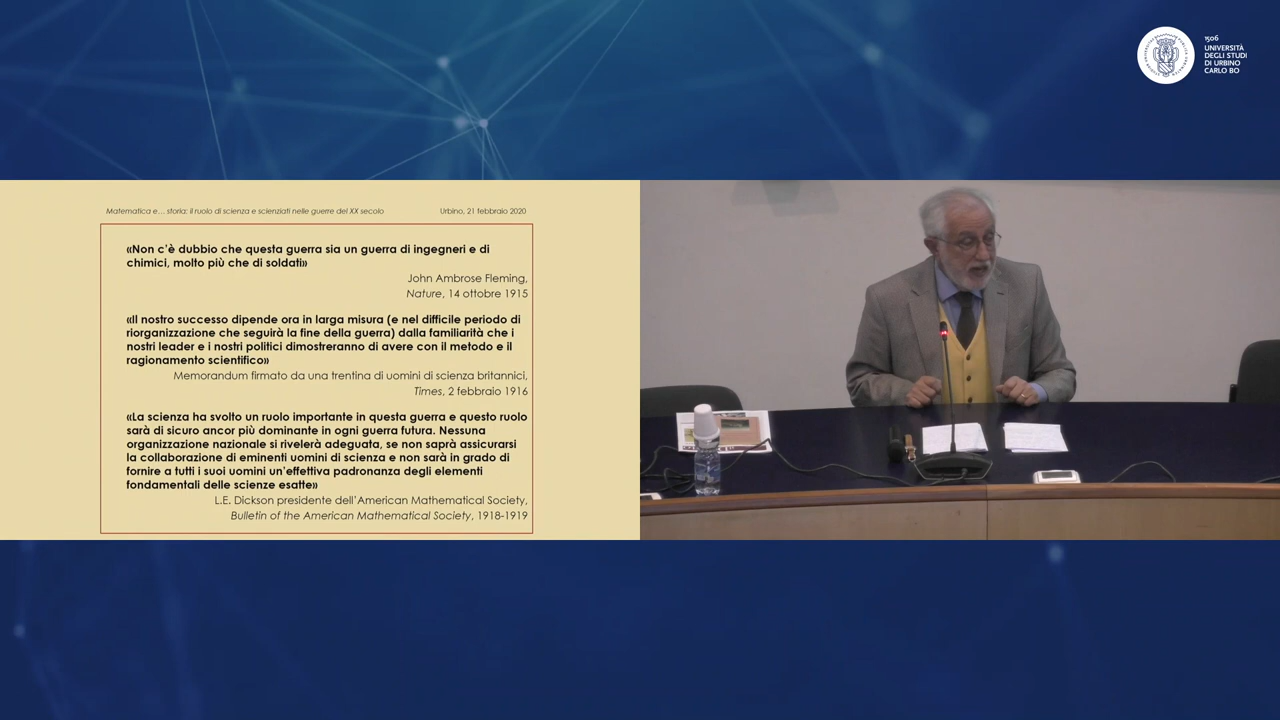 1506
UNIVERSITÀ
DEGLI STUDI
DI URBINO
CARLO BO
Matematica e... storia: il ruolo di scienza e scienziati nelle guerre del XX secolo
Urbino, 21 febbraio 2020
«Non c'è dubbio che questa guerra sia un guerra di ingegneri e di
chimici, molto più che di soldati»
John Ambrose Fleming,
Nature, 14 ottobre 1915
«Il nostro successo dipende ora in larga misura (e nel difficile periodo di
riorganizzazione che seguirà la fine della guerra) dalla familiarità che i
nostri leader e i nostri politici dimostreranno di avere con il metodo e il
ragionamento scientifico»
Memorandum firmato da una trentina di uomini di scienza britannici,
Times, 2 febbraio 1916
«La scienza ha svolto un ruolo importante in questa guerra e questo ruolo
sarà di sicuro ancor più dominante in ogni guerra futura. Nessuna
organizzazione nazionale si rivelerà adeguata, se non saprà assicurarsi
la collaborazione di eminenti uomini di scienza e non sarà in grado di
fornire a tutti i suoi uomini un'effettiva padronanza degli elementi
fondamentali delle scienze esatte»
L.E. Dickson presidente dell'American Mathematical Society,
Bulletin of the American Mathematical Society, 1918-1919